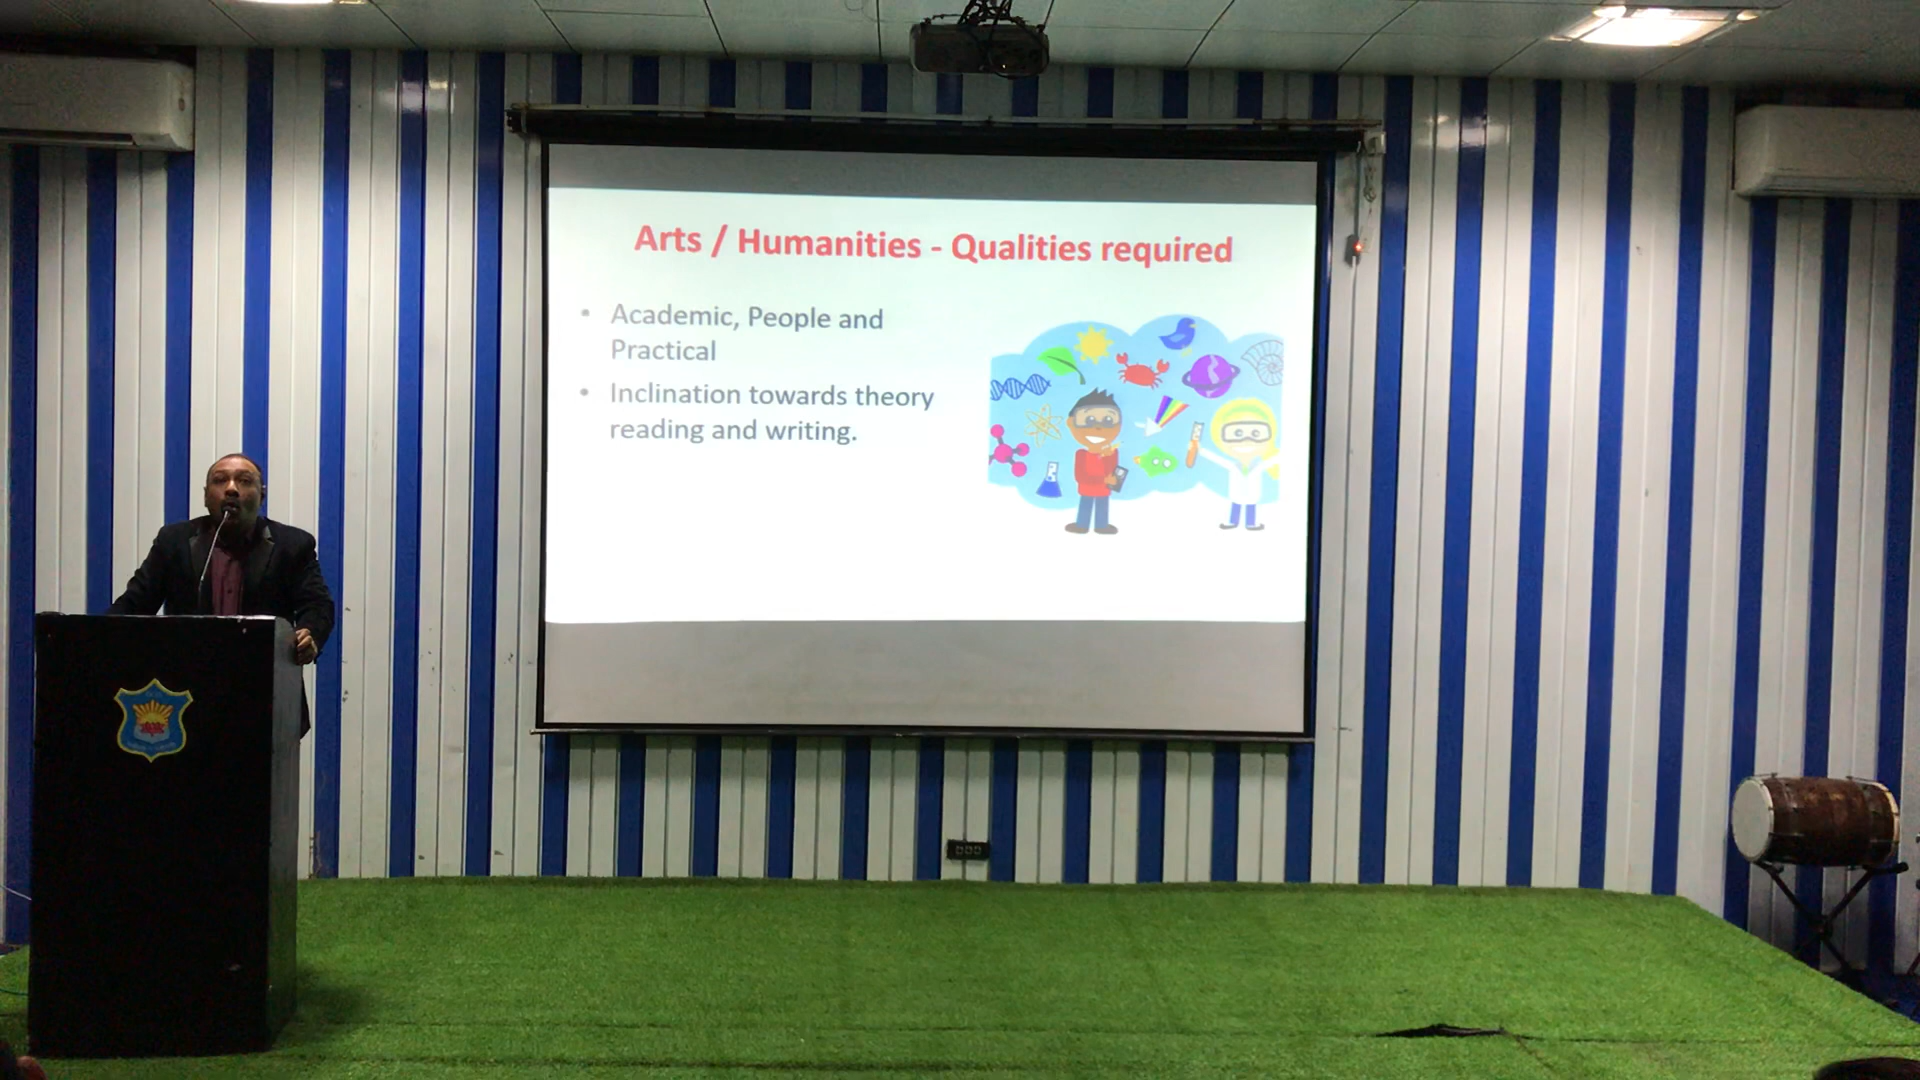 Arts / Humanities - Qualities required
• Academic, People and
Practical
• Inclination towards theory
reading and writing.